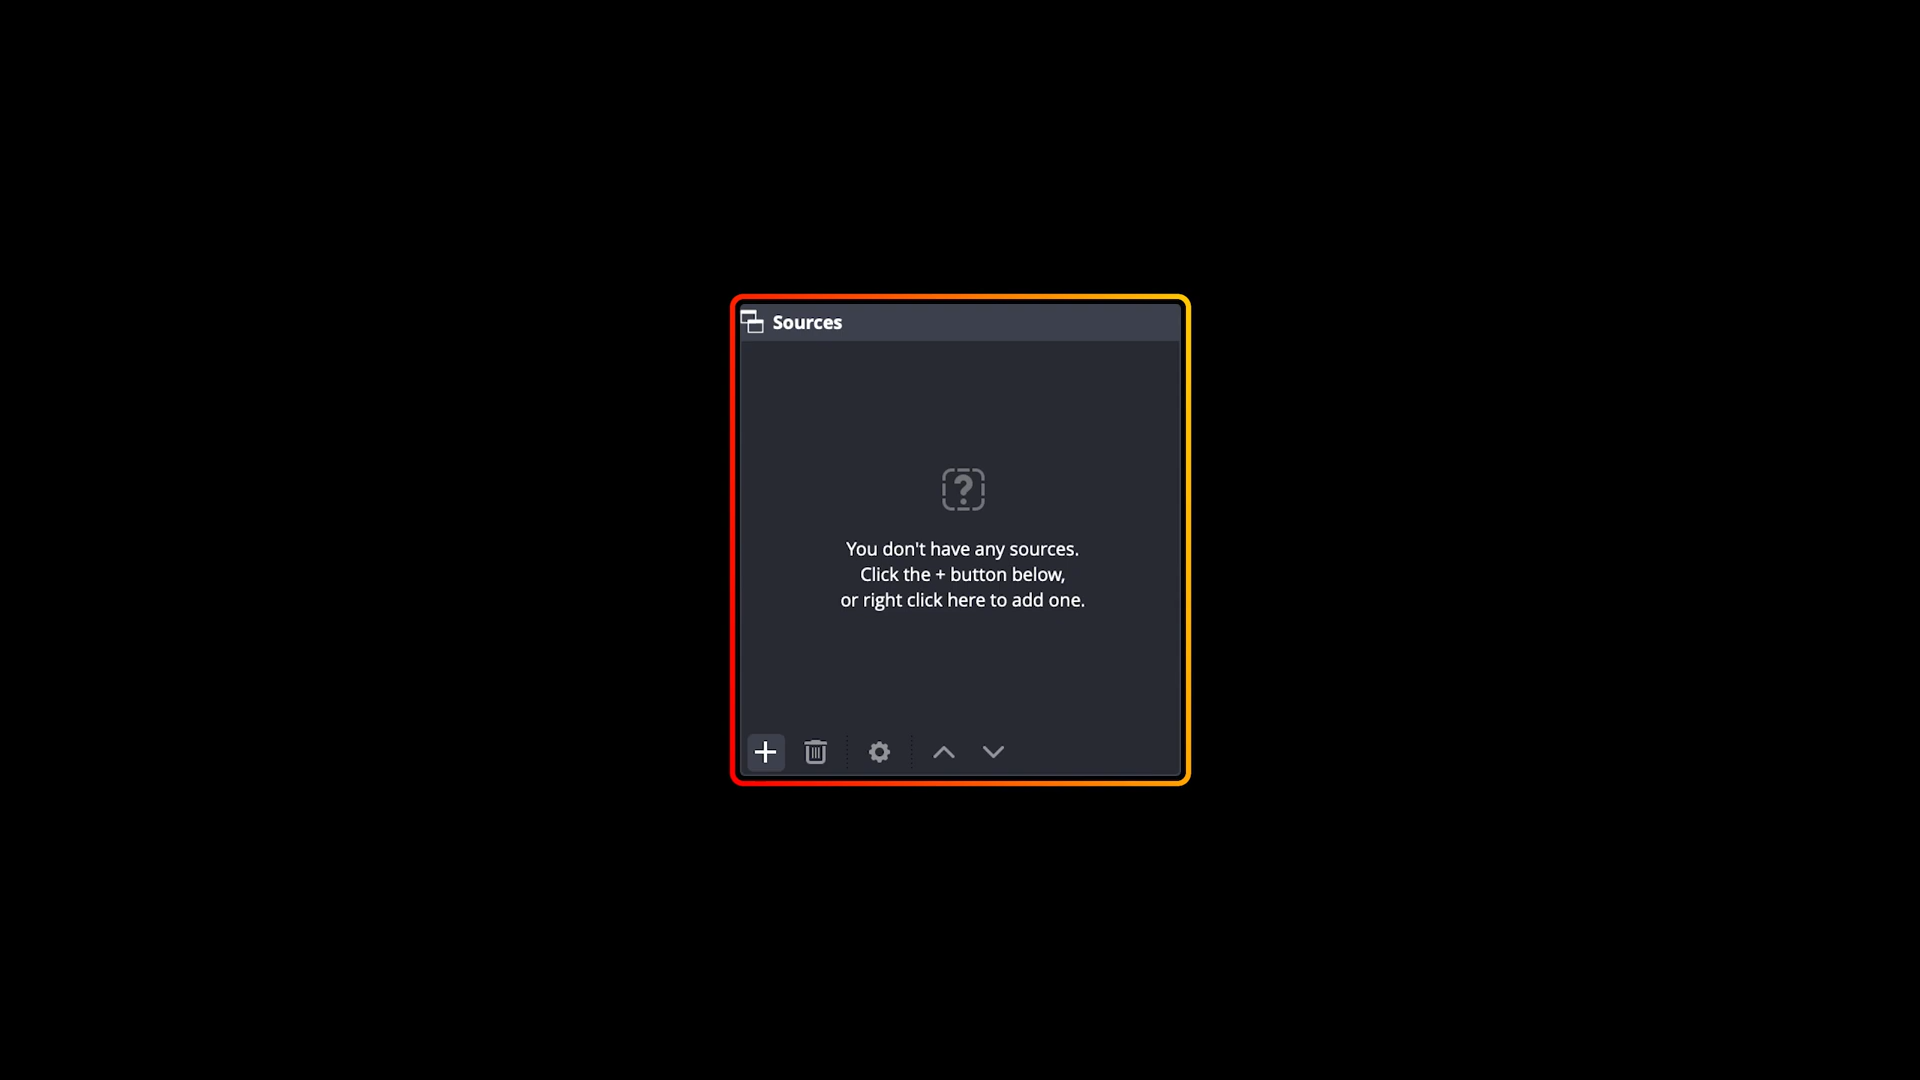 Sources
You don't have any sources.
Click the + button below,
or right click here to add one.